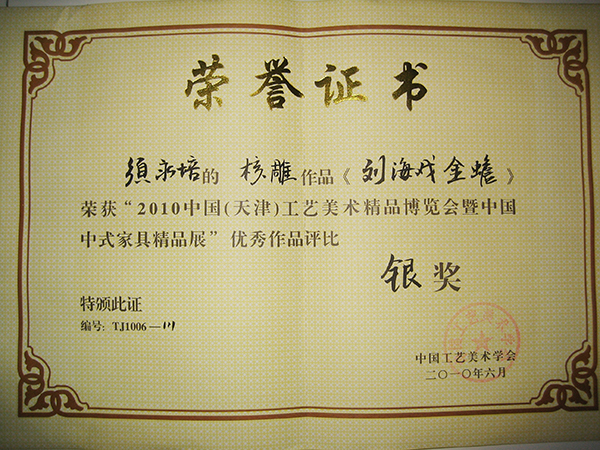 荣誉证书
須永培的 核雕作品《刘海戏金蟾》
荣获“2010中国(天津)工艺美术精品博览会暨中国
中式家具精品展”优秀作品评比
银奖
特颁此证
编号: TJ1006—
中国工艺美术学会
二〇一〇年六月